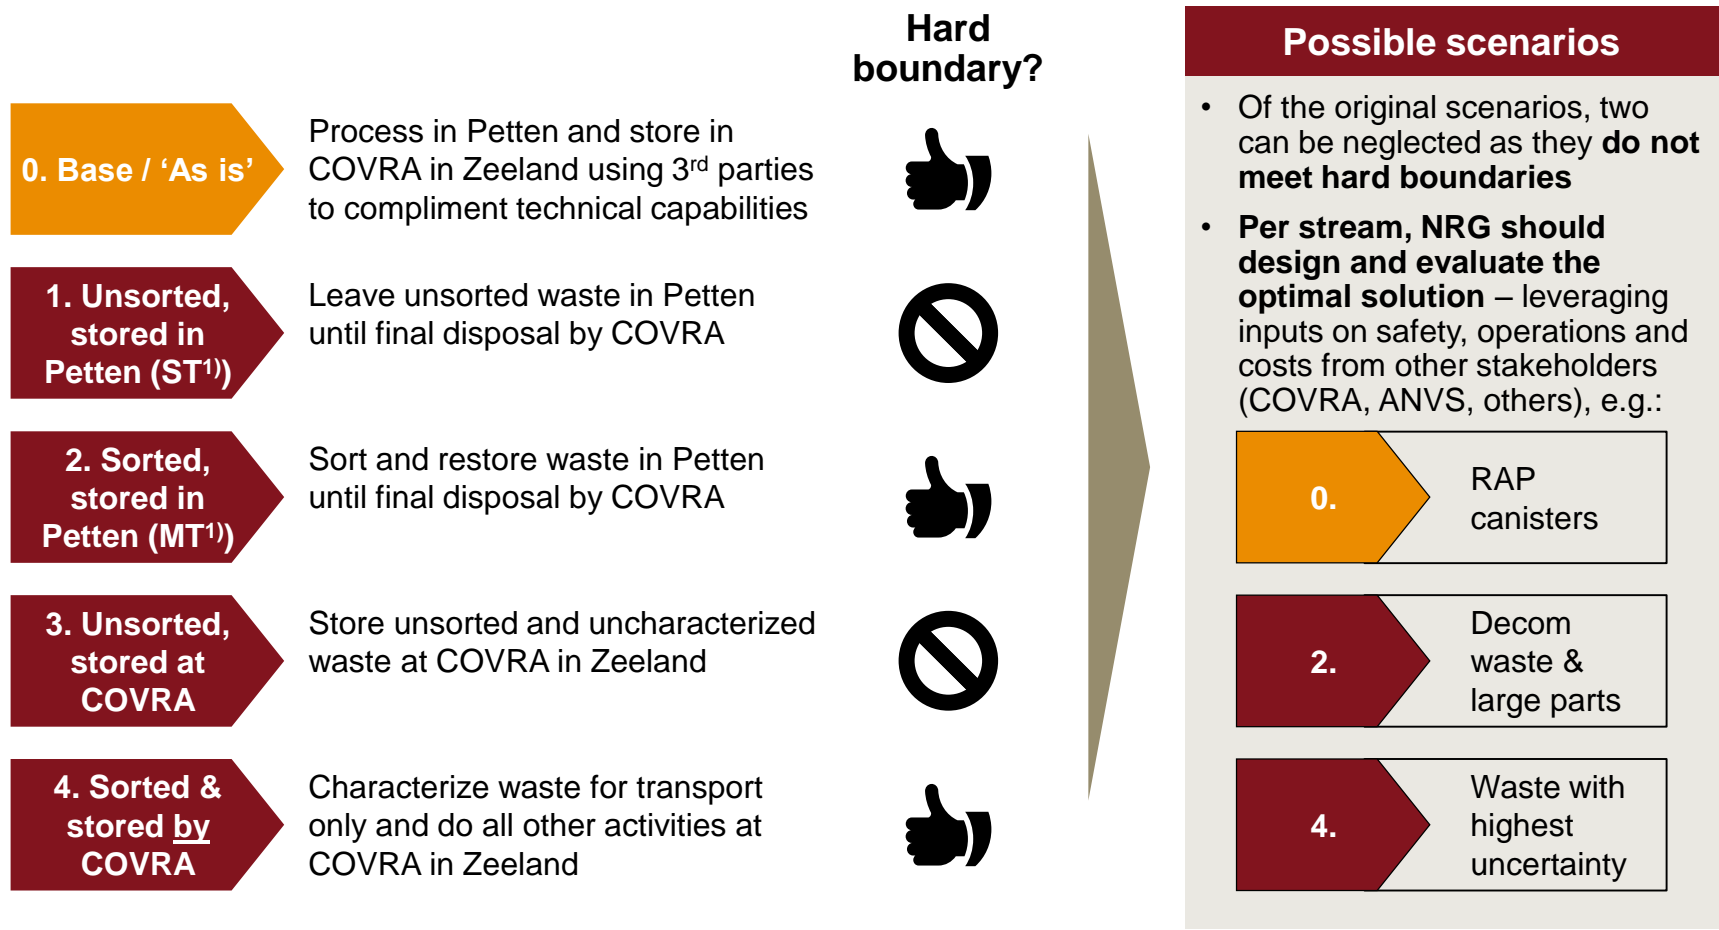 Hard
boundary?
0. Base / ‘As is’
Process in Petten and store in
COVRA in Zeeland using 3rd parties
to compliment technical capabilities
1. Unsorted,
stored in
Petten (ST1))
Leave unsorted waste in Petten
until final disposal by COVRA
2. Sorted,
stored in
Petten (MT1))
Sort and restore waste in Petten
until final disposal by COVRA
3. Unsorted,
stored at
COVRA
Store unsorted and uncharacterized
waste at COVRA in Zeeland
4. Sorted &
stored by
COVRA
Characterize waste for transport
only and do all other activities at
COVRA in Zeeland
Possible scenarios
• Of the original scenarios, two
can be neglected as they do not
meet hard boundaries
• Per stream, NRG should
design and evaluate the
optimal solution – leveraging
inputs on safety, operations and
costs from other stakeholders
(COVRA, ANVS, others), e.g.:
0.
RAP
canisters
2.
Decom
waste &
large parts
4.
Waste with
highest
uncertainty